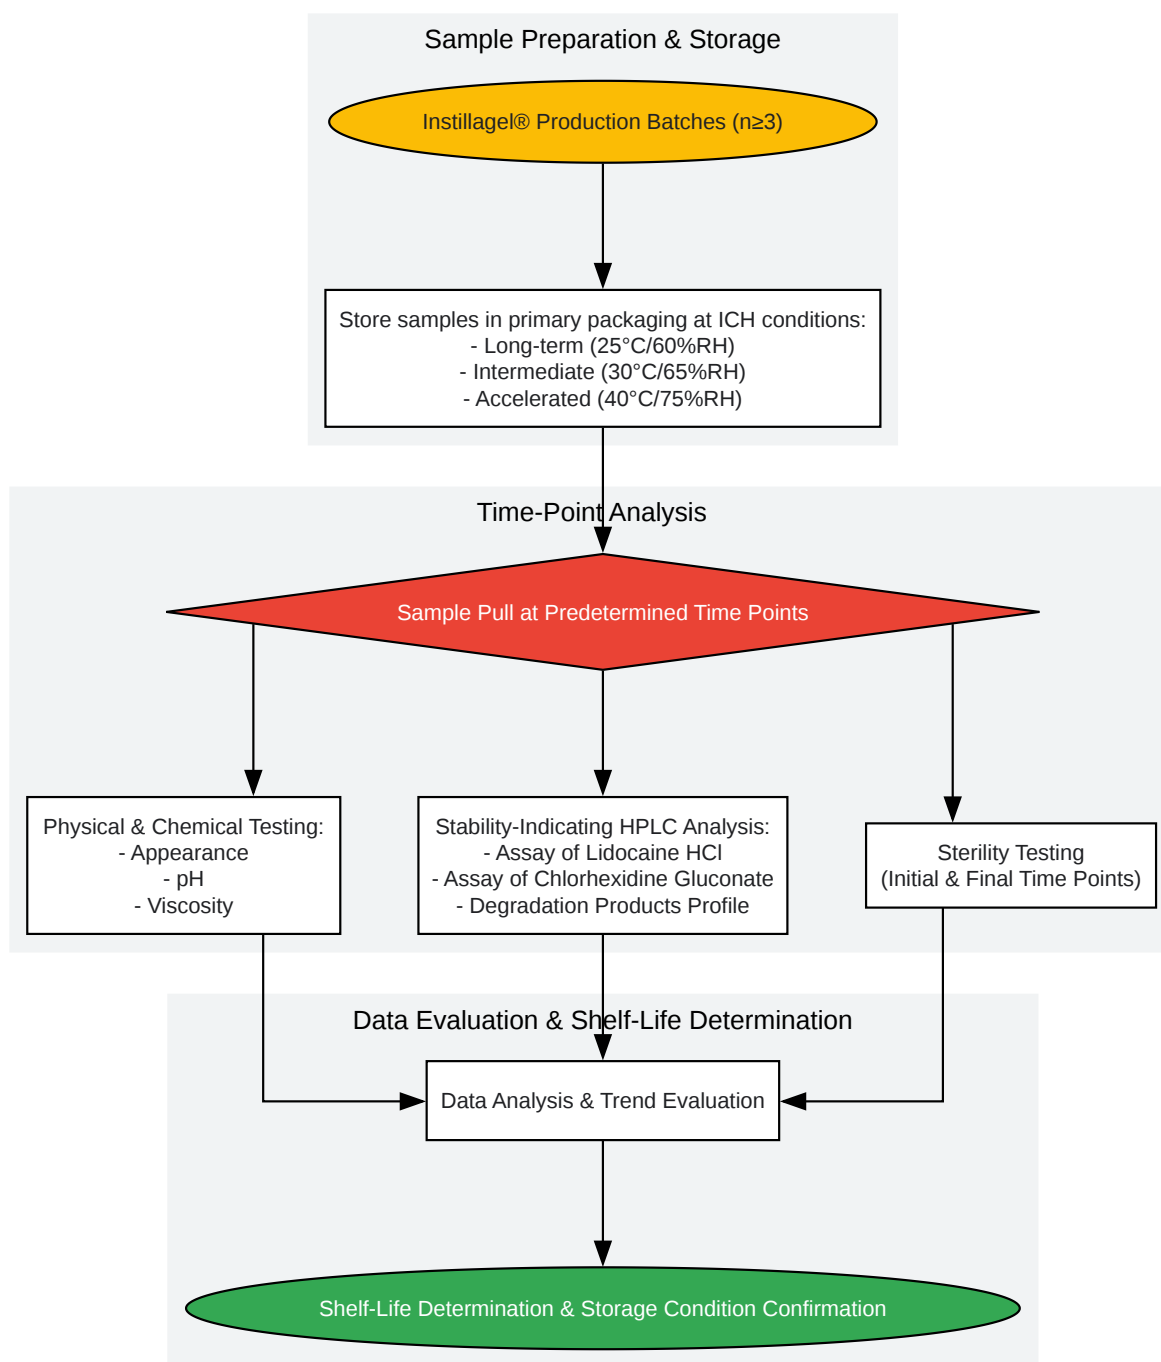 Sample Preparation & Storage
Instillagel® Production Batches (n≥3)
Store samples in primary packaging at ICH conditions:
- Long-term (25°C/60%RH)
- Intermediate (30°C/65%RH)
- Accelerated (40°C/75%RH)
Time-Point Analysis
Sample Pull at Predetermined Time Points
Physical & Chemical Testing:
- Appearance
- pH
- Viscosity
Stability-Indicating HPLC Analysis:
- Assay of Lidocaine HCl
- Assay of Chlorhexidine Gluconate
- Degradation Products Profile
Sterility Testing
(Initial & Final Time Points)
Data Evaluation & Shelf-Life Determination
Data Analysis & Trend Evaluation
Shelf-Life Determination & Storage Condition Confirmation